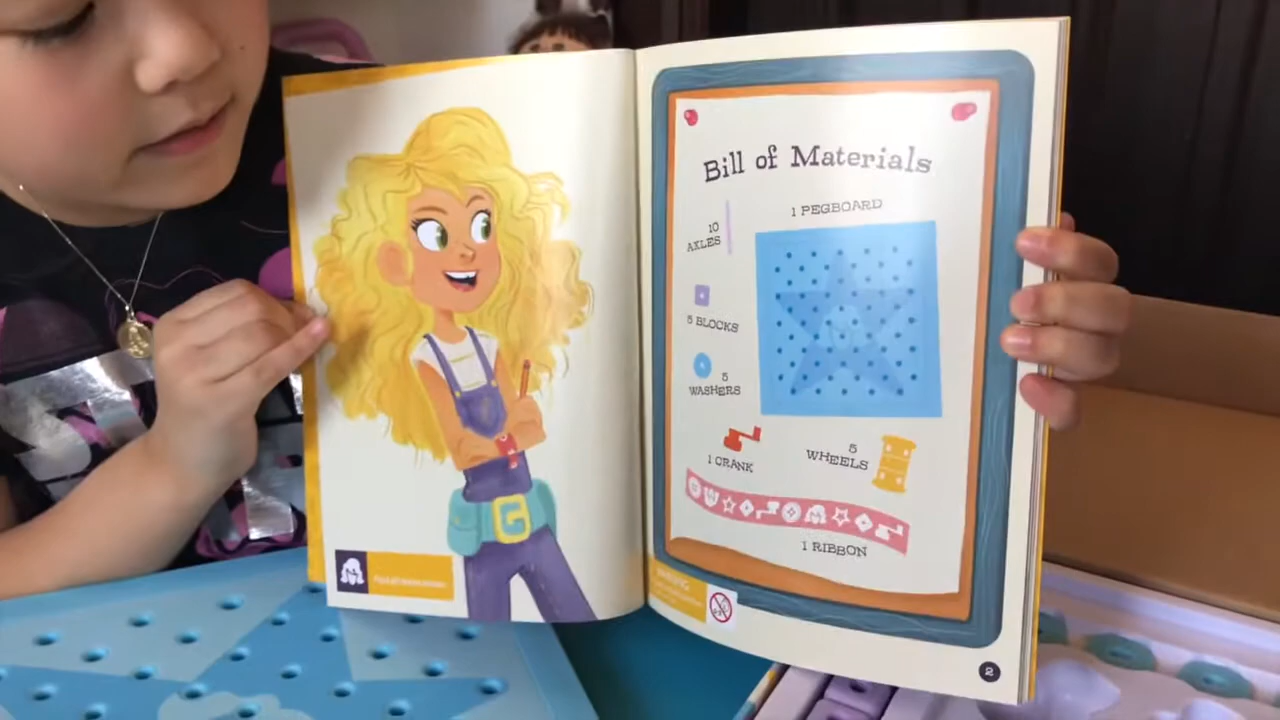 Bill of Materials
1 PEGBOARD
10
AXLES
5 BLOCKS
5
WASHERS
1 CRANK
5
WHEELS
1 RIBBON
G
2